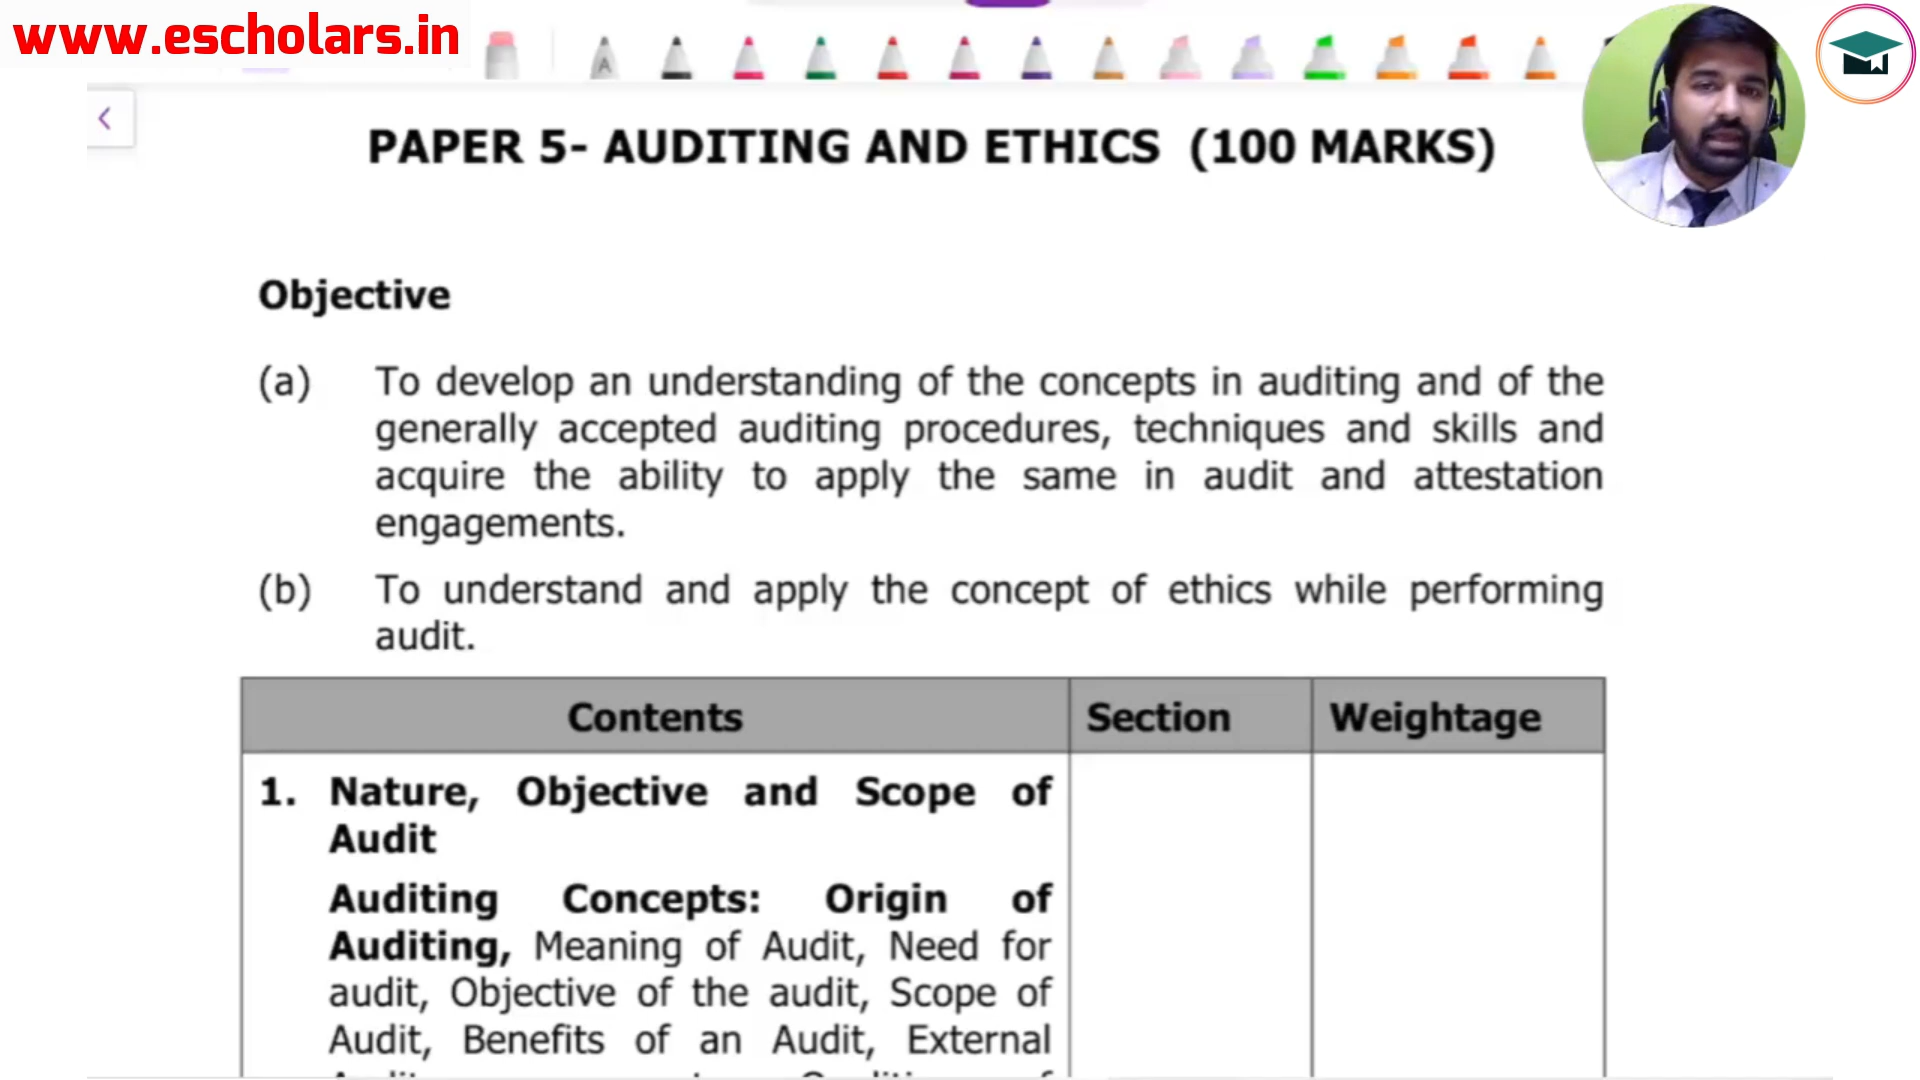 www.escholars.in
A
PAPER 5- AUDITING AND ETHICS (100 MARKS)
Objective
(a) To develop an understanding of the concepts in auditing and of the
generally accepted auditing procedures, techniques and skills and
acquire the ability to apply the same in audit and attestation
engagements.
(b) To understand and apply the concept of ethics while performing
audit.
Contents Section Weightage
1. Nature, Objective and Scope of
Audit
Auditing Concepts: Origin of
Auditing, Meaning of Audit, Need for
audit, Objective of the audit, Scope of
Audit, Benefits of an Audit, External